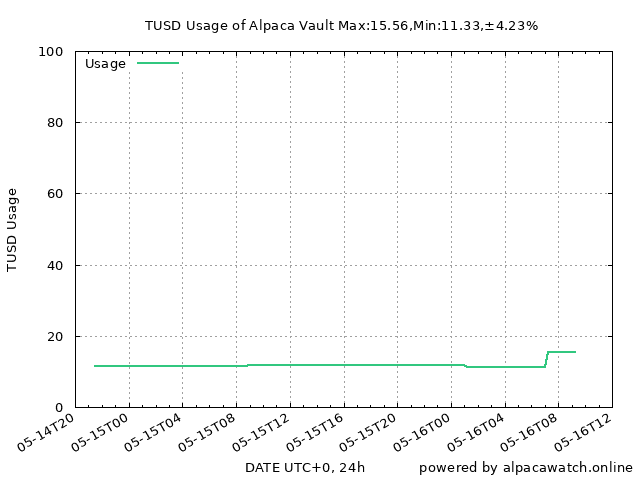 TUSD Usage of Alpaca Vault Max:15.56,Min:11.33,±4.23%
Usage
TUSD Usage
100
80
60
40
20
0
05-14T20
05-15T00
05-15T04
05-15T08
05-15T12
05-15T16
05-15T20
05-16T00
05-16T04
05-16T08
05-16T12
DATE UTC+0, 24h
powered by alpacawatch.online